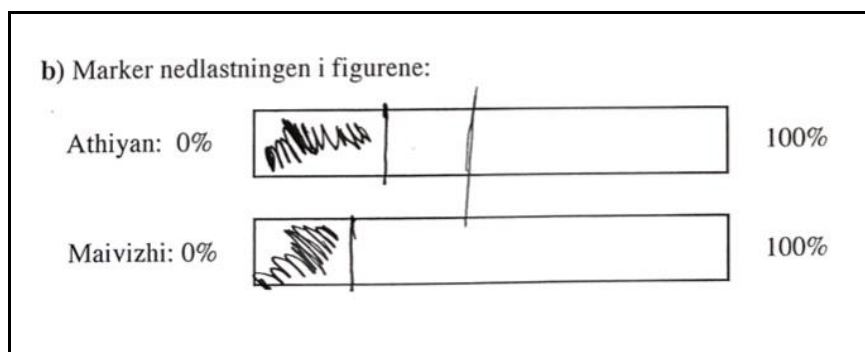 b) Marker nedlastningen i figurene:
Athiyan: 0% 100%
Maivizhi: 0% 100%